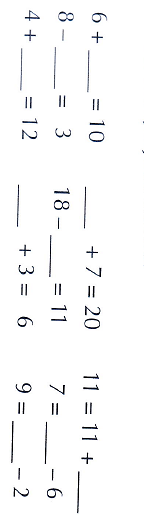 6 + ___ = 10 ___ + 7 = 20 11 = 11 + ___
8 - ___ = 3 18 - ___ = 11 7 = ___ - 6
4 + ___ = 12 ___ + 3 = 6 9 = ___ - 2